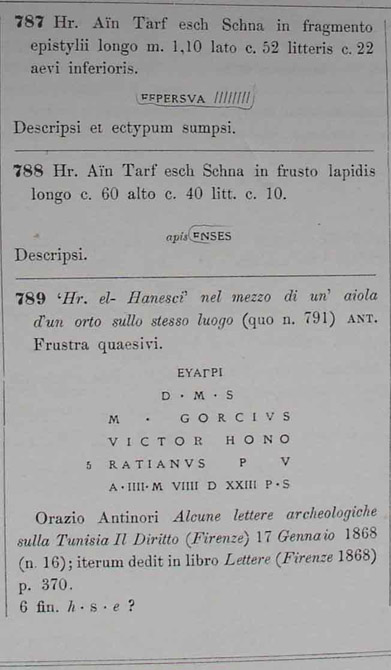 787 Hr. Aïn Tarf esch Schna in fragmento
epistylii longo m. 1,10 lato c. 52 litteris c. 22
aevi inferioris.
EPERSVA ////////
Descripsi et ectypum sumpsi.
788 Hr. Aïn Tarf esch Schna in frusto lapidis
longo c. 60 alto c. 40 litt. c. 10.
apisENSES
Descripsi.
789 'Hr. el- Hanesci' nel mezzo di un' aiola
d'un orto sullo stesso luogo (quo n. 791) ANT.
Frustra quaesivi.
ΕΥΑΓΡΙ
D · M · S
M · GORCIVS
VICTOR HONO
5 RATIANVS P V
A · IIII · M VIIII D XXIII P · S
Orazio Antinori Alcune lettere archeologiche
sulla Tunisia Il Diritto (Firenze) 17 Gennaio 1868
(n. 16); iterum dedit in libro Lettere (Firenze 1868)
p. 370.
6 fin. h · s · e ?